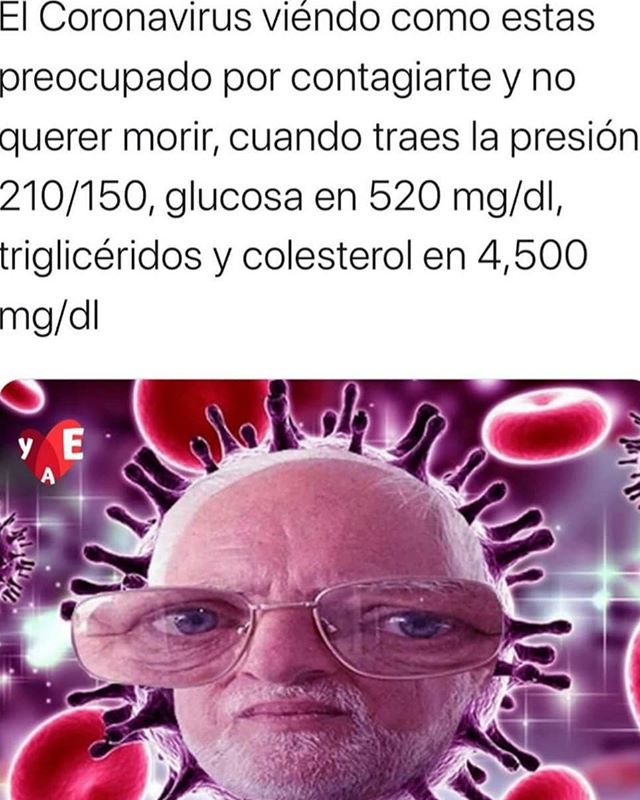 El Coronavirus viéndo como estas
preocupado por contagiarte y no
querer morir, cuando traes la presión
210/150, glucosa en 520 mg/dl,
triglicéridos y colesterol en 4,500
mg/dl
y E
A